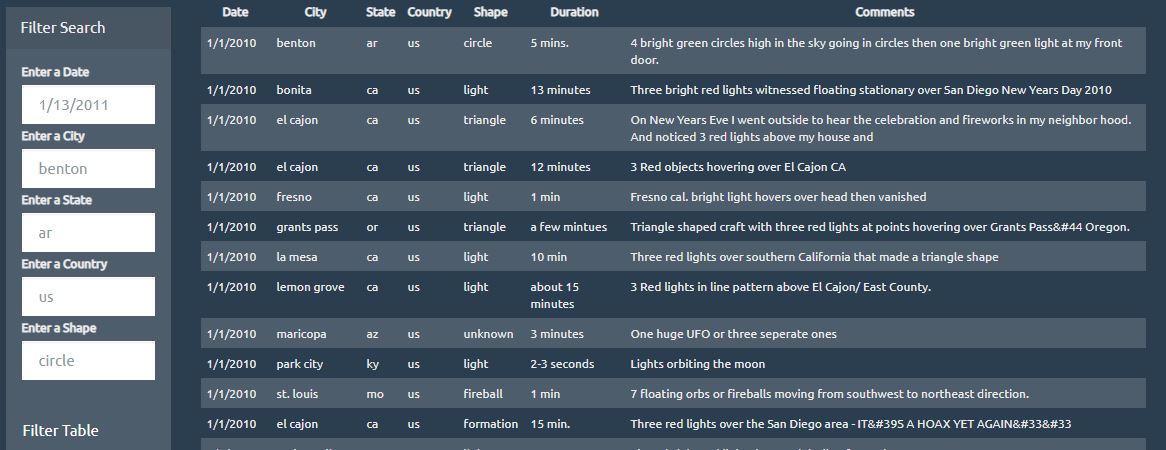 Filter Search
Enter a Date
1/13/2011
Enter a City
benton
Enter a State
ar
Enter a Country
us
Enter a Shape
circle
Filter Table
Date City State Country Shape Duration Comments
1/1/2010 benton ar us circle 5 mins. 4 bright green circles high in the sky going in circles then one bright green light at my front
door.
1/1/2010 bonita ca us light 13 minutes Three bright red lights witnessed floating stationary over San Diego New Years Day 2010
1/1/2010 el cajon ca us triangle 6 minutes On New Years Eve I went outside to hear the celebration and fireworks in my neighbor hood.
And noticed 3 red lights above my house and
1/1/2010 el cajon ca us triangle 12 minutes 3 Red objects hovering over El Cajon CA
1/1/2010 fresno ca us light 1 min Fresno cal. bright light hovers over head then vanished
1/1/2010 grants pass or us triangle a few mintues Triangle shaped craft with three red lights at points hovering over Grants Pass&#44 Oregon.
1/1/2010 la mesa ca us light 10 min Three red lights over southern California that made a triangle shape
1/1/2010 lemon grove ca us light about 15 3 Red lights in line pattern above El Cajon/ East County.
minutes
1/1/2010 maricopa az us unknown 3 minutes One huge UFO or three seperate ones
1/1/2010 park city ky us light 2-3 seconds Lights orbiting the moon
1/1/2010 st. louis mo us fireball 1 min 7 floating orbs or fireballs moving from southwest to northeast direction.
1/1/2010 el cajon ca us formation 15 min. Three red lights over the San Diego area - IT&#39S A HOAX YET AGAIN&#33&#33